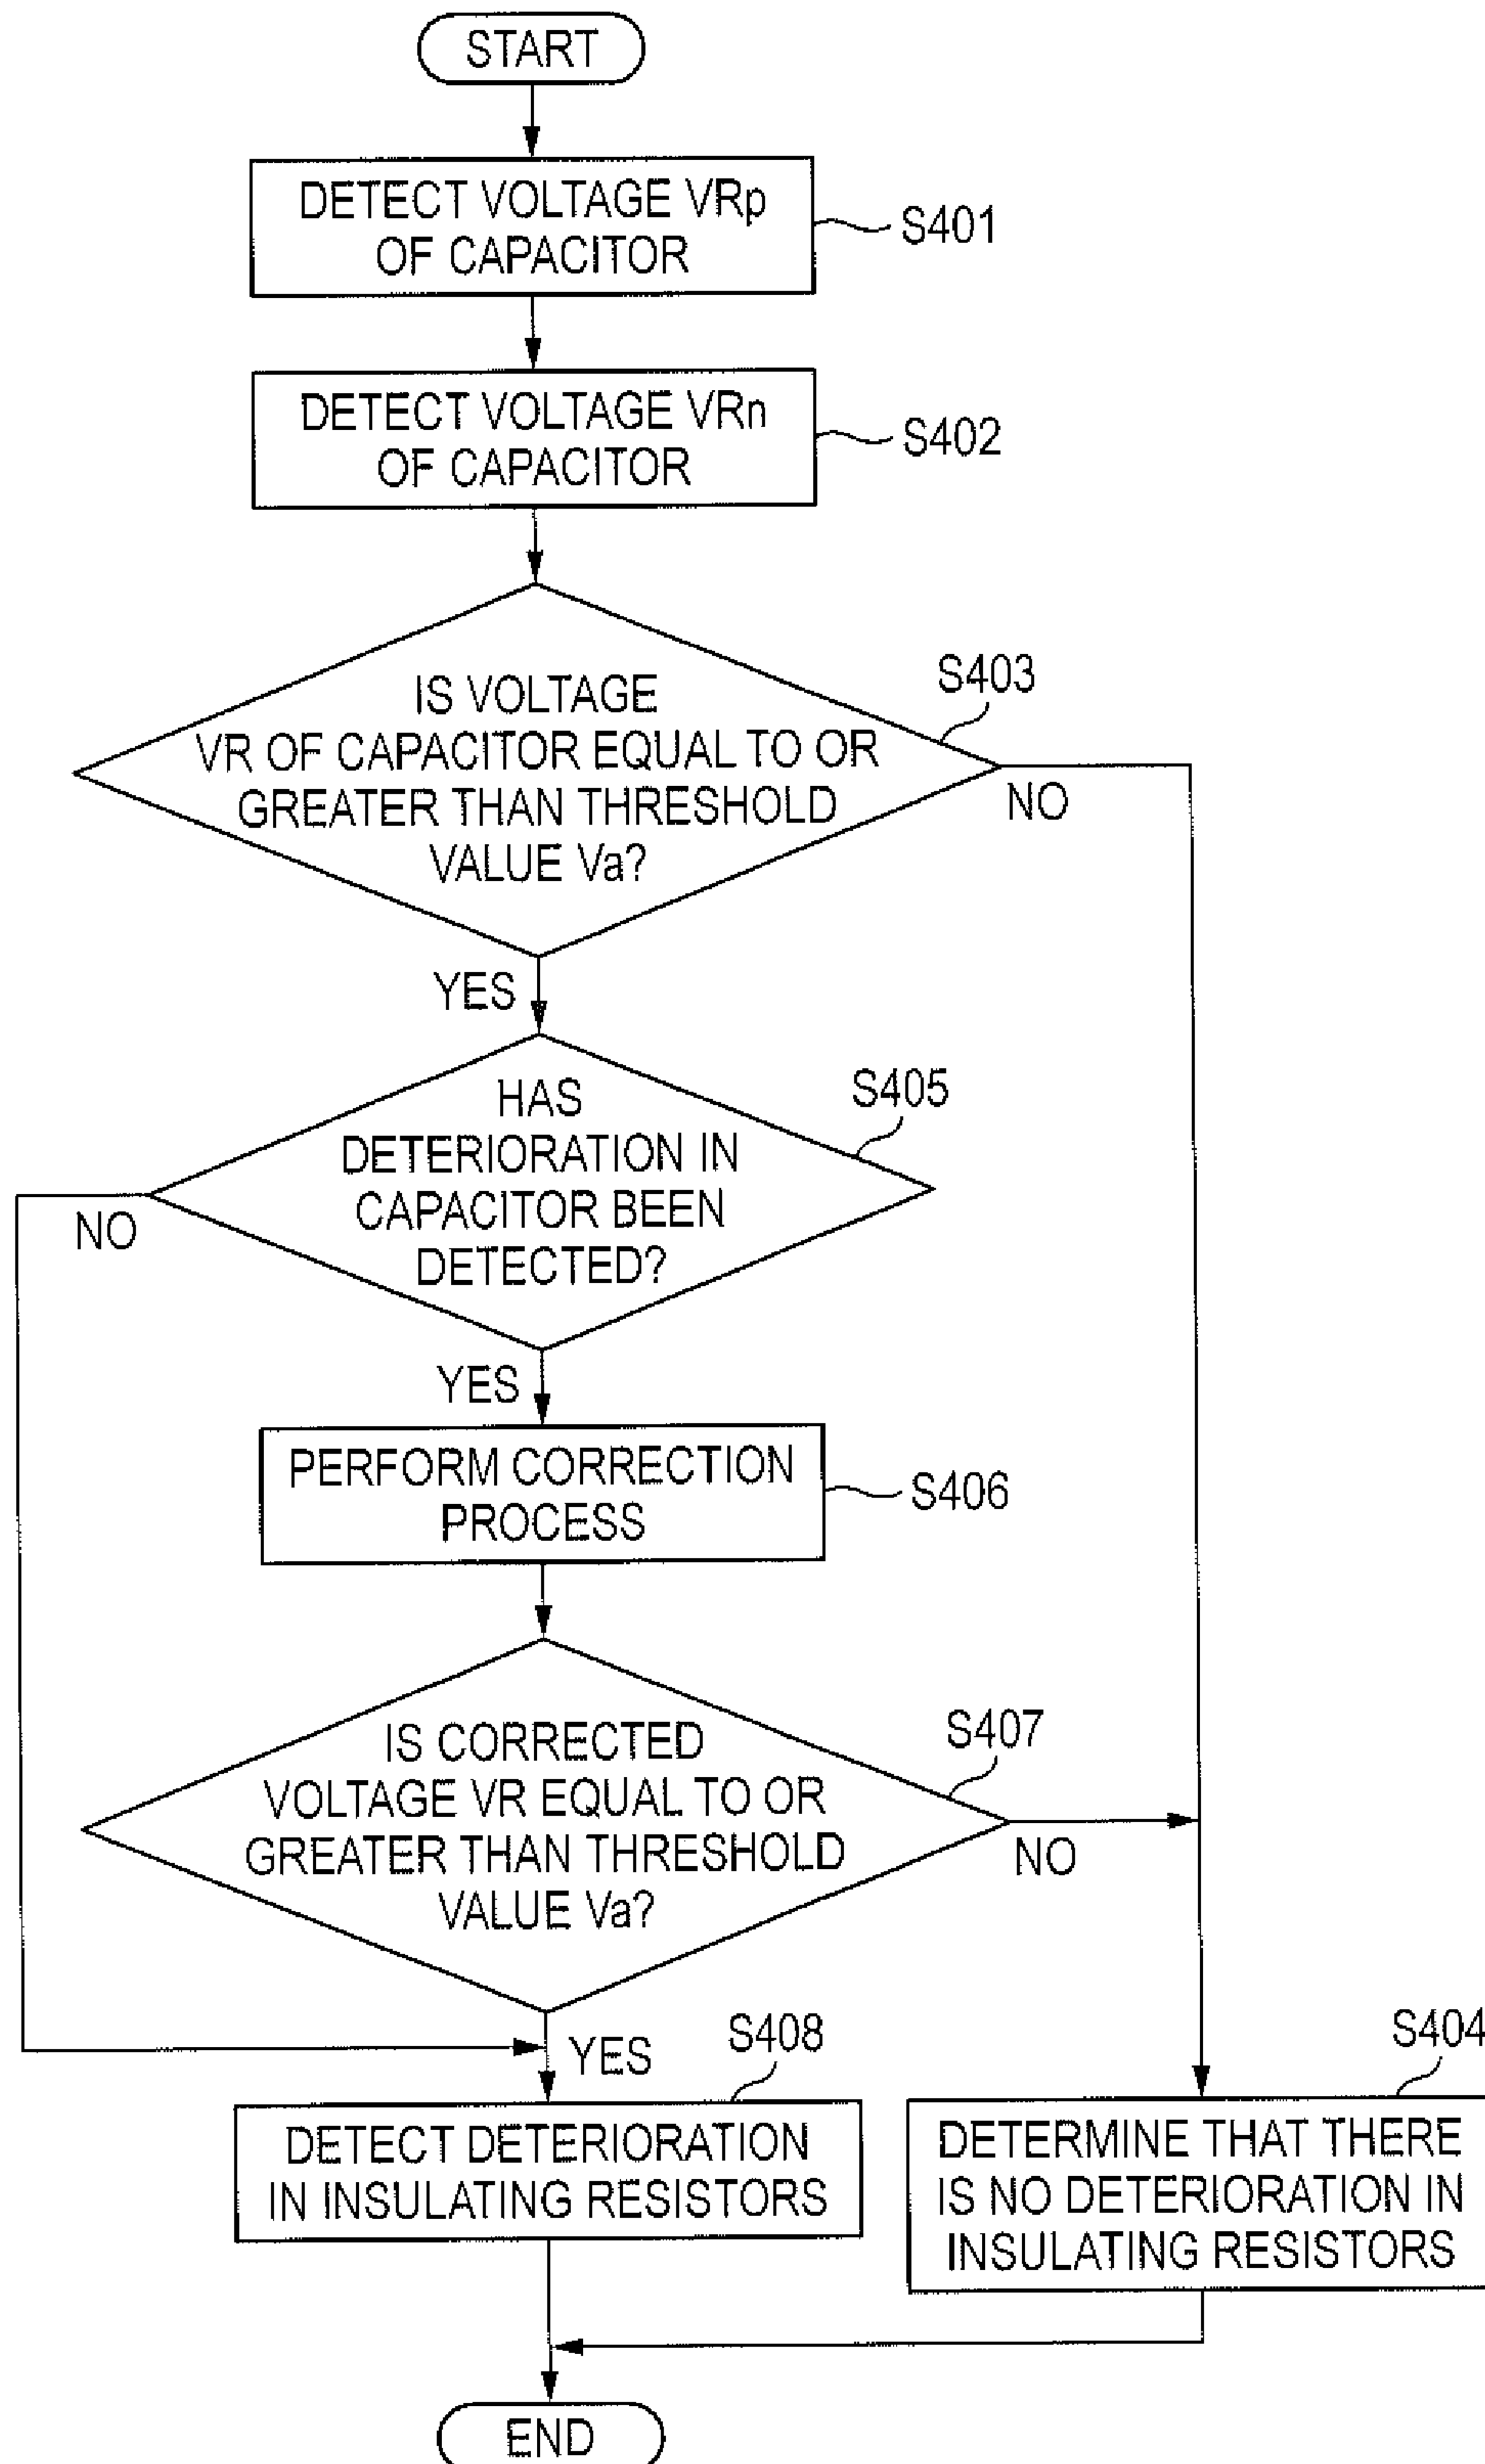 START
DETECT VOLTAGE VRp
OF CAPACITOR
S401
DETECT VOLTAGE VRn
OF CAPACITOR
S402
IS VOLTAGE
VR OF CAPACITOR EQUAL TO OR
GREATER THAN THRESHOLD
VALUE Va?
S403
NO
YES
HAS
DETERIORATION IN
CAPACITOR BEEN
DETECTED?
S405
NO
YES
PERFORM CORRECTION
PROCESS
S406
IS CORRECTED
VOLTAGE VR EQUAL TO OR
GREATER THAN THRESHOLD
VALUE Va?
S407
NO
YES
S408
DETECT DETERIORATION
IN INSULATING RESISTORS
S404
DETERMINE THAT THERE
IS NO DETERIORATION IN
INSULATING RESISTORS
END